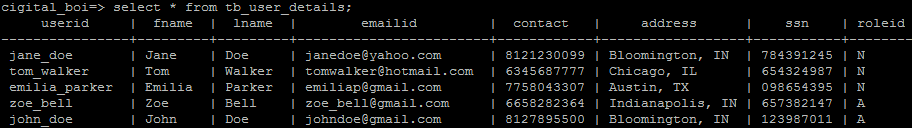 cigital_boi=> select * from tb_user_details;
userid | fname | lname | emailid | contact | address | ssn | roleid
---------------+--------+--------+----------------------+------------+------------------+-----------+--------
jane_doe | Jane | Doe | janedoe@yahoo.com | 8121230099 | Bloomington, IN | 784391245 | N
tom_walker | Tom | Walker | tomwalker@hotmail.com | 6345687777 | Chicago, IL | 654324987 | N
emilia_parker | Emilia | Parker | emiliap@gmail.com | 7758043307 | Austin, TX | 098654395 | N
zoe_bell | Zoe | Bell | zoe_bell@gmail.com | 6658282364 | Indianapolis, IN | 657382147 | A
john_doe | John | Doe | johndoe@gmail.com | 8127895500 | Bloomington, IN | 123987011 | A